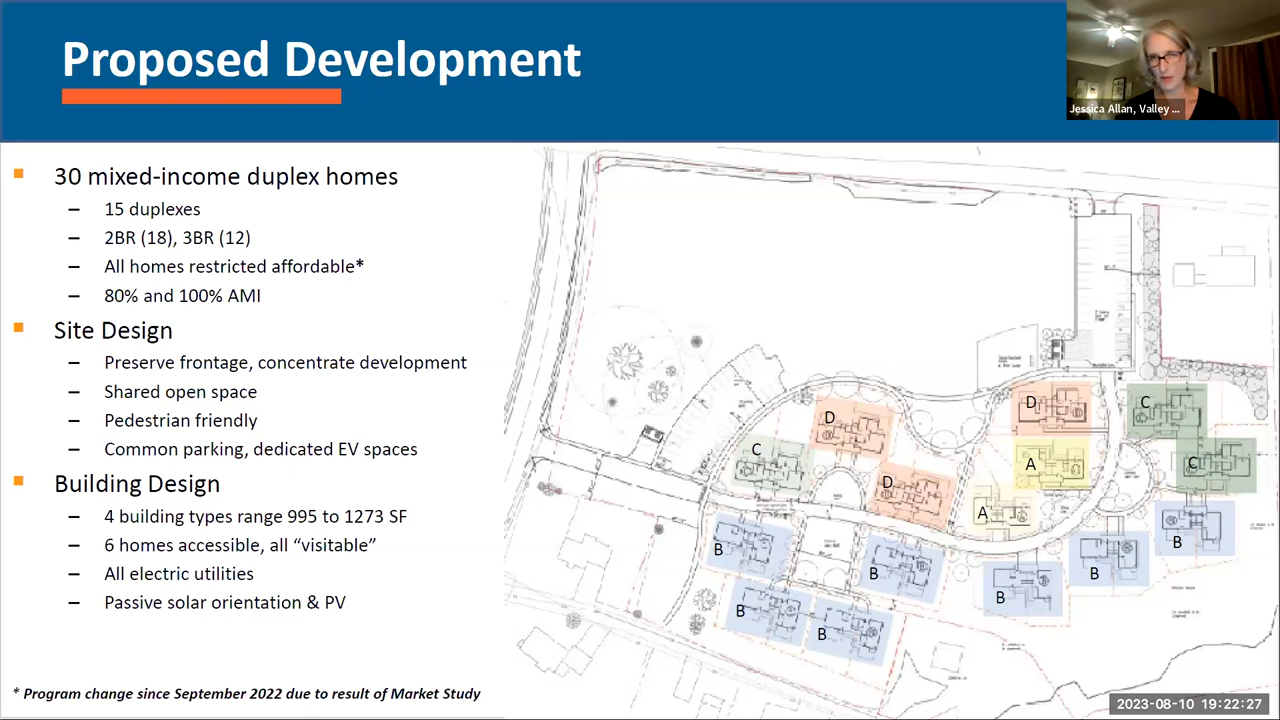 Proposed Development
Jessica Allan, Valley ...
30 mixed-income duplex homes
– 15 duplexes
– 2BR (18), 3BR (12)
– All homes restricted affordable*
– 80% and 100% AMI
Site Design
– Preserve frontage, concentrate development
– Shared open space
– Pedestrian friendly
– Common parking, dedicated EV spaces
Building Design
– 4 building types range 995 to 1273 SF
– 6 homes accessible, all “visitable”
– All electric utilities
– Passive solar orientation & PV
* Program change since September 2022 due to result of Market Study
D
D
C
C
A
C
D
A
B
B
B
B
B
B
B
2023-08-10 19:22:27